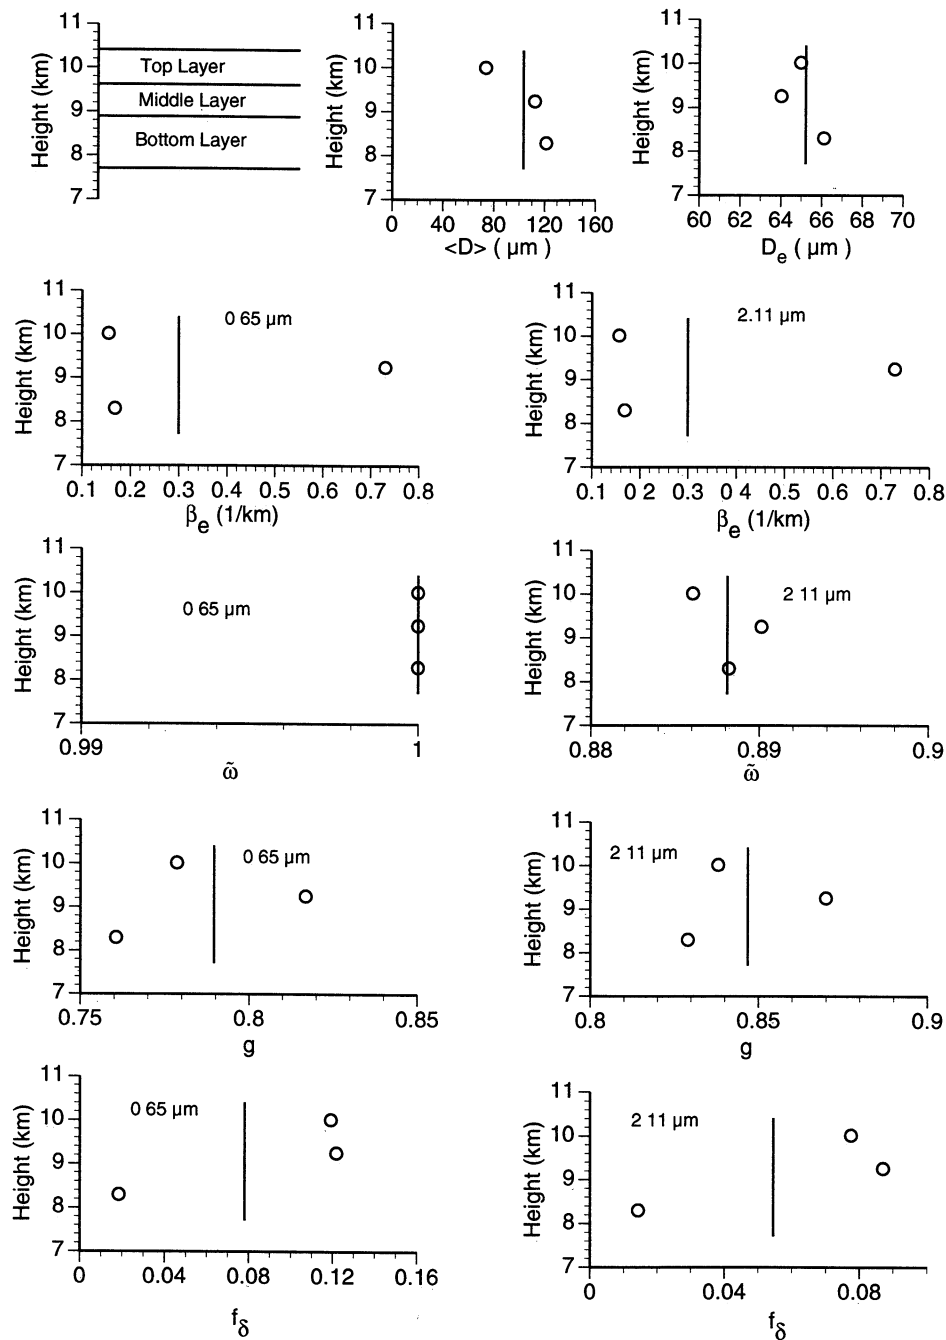 11
10
9
8
7
Height (km)
Top Layer
Middle Layer
Bottom Layer
11
10
9
8
7
Height (km)
0 40 80 120 160
<D> ( µm )
11
10
9
8
7
Height (km)
60 62 64 66 68 70
De ( µm )
11
10
9
8
7
Height (km)
0 65 µm
0.1 0.2 0.3 0.4 0.5 0.6 0.7 0.8
βe (1/km)
11
10
9
8
7
Height (km)
2.11 µm
0.1 0 2 0.3 0 4 0.5 0.6 0.7 0.8
βe (1/km)
11
10
9
8
7
Height (km)
0 65 µm
0.99 1
ω̃
11
10
9
8
7
Height (km)
2 11 µm
0.88 0.89 0.9
ω̃
11
10
9
8
7
Height (km)
0 65 µm
0.75 0.8 0.85
g
11
10
9
8
7
Height (km)
2 11 µm
0.8 0.85 0.9
g
11
10
9
8
7
Height (km)
0 65 µm
0 0.04 0.08 0.12 0.16
fδ
11
10
9
8
7
Height (km)
2 11 µm
0 0.04 0.08
fδ